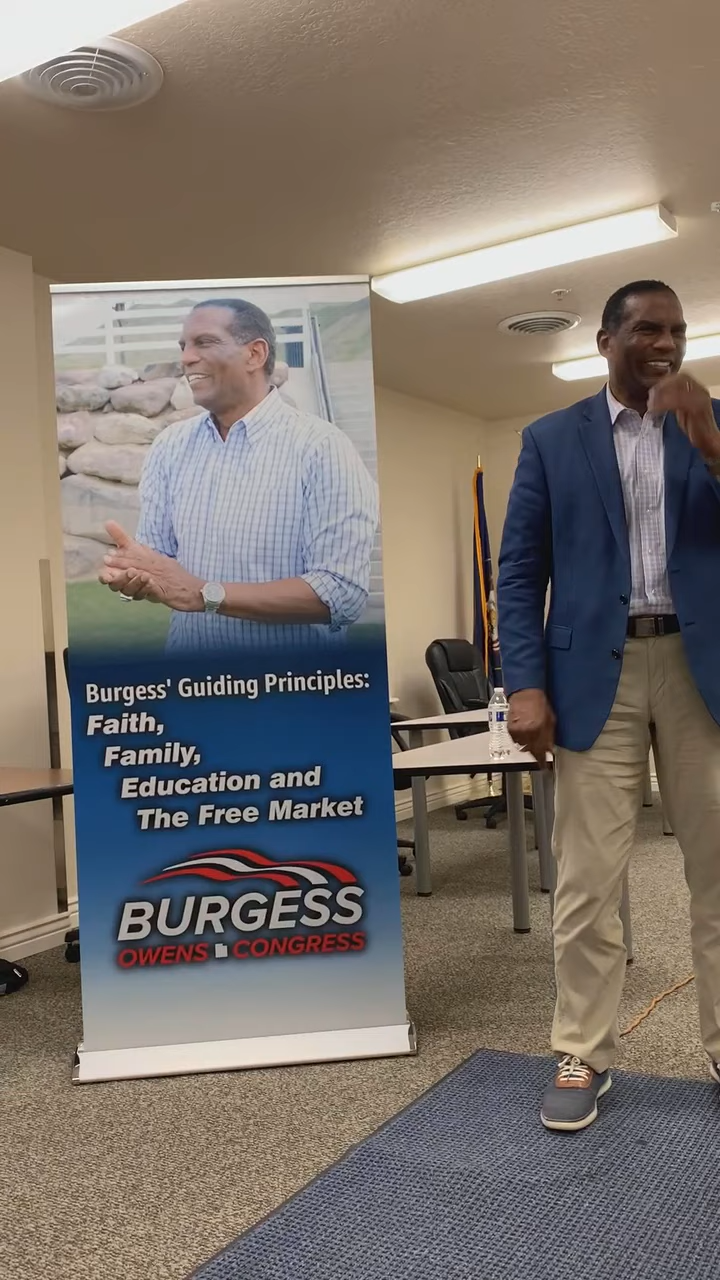 Burgess' Guiding Principles:
Faith,
Family,
Education and
The Free Market
BURGESS
OWENS CONGRESS